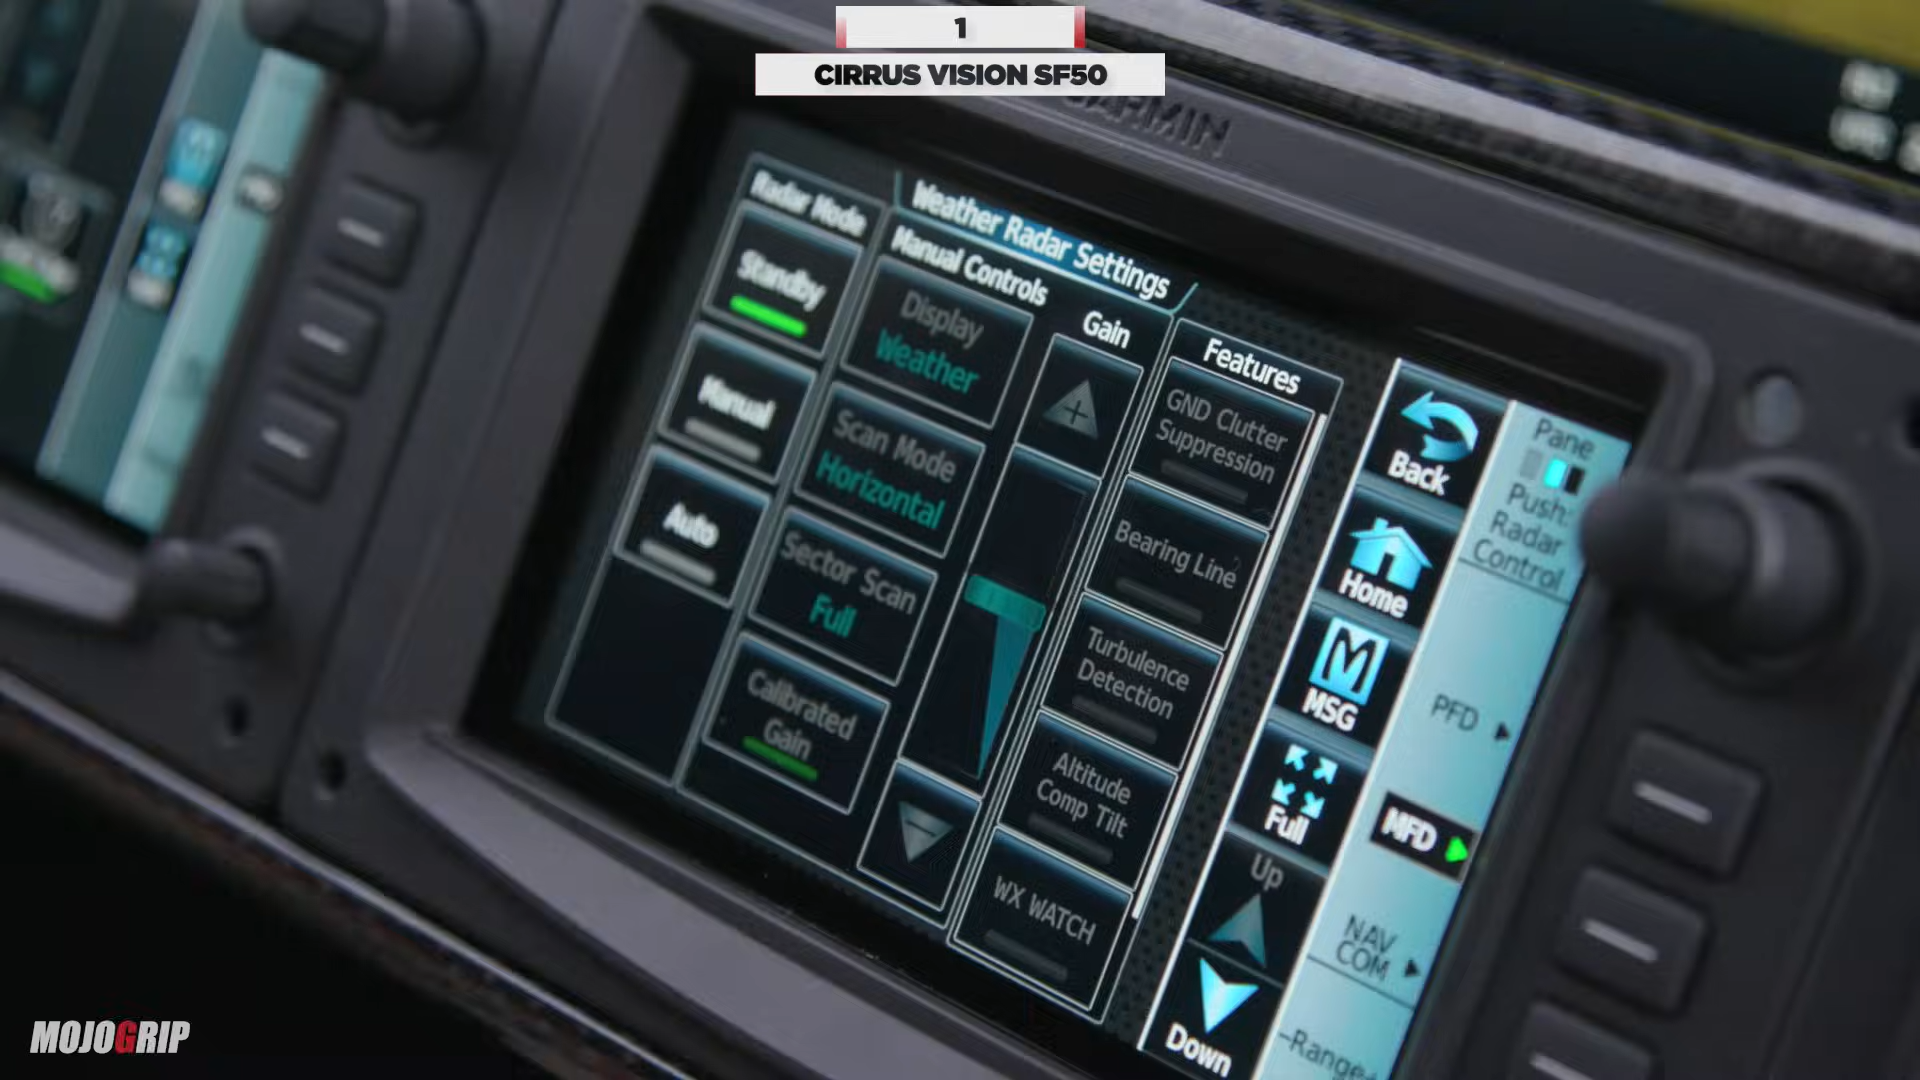 1
CIRRUS VISION SF50
GARMIN
Radar Mode
Standby
Manual
Auto
Weather Radar Settings
Manual Controls
Display
Weather
Scan Mode
Horizontal
Sector Scan
Full
Calibrated
Gain
Gain
Features
GND Clutter
Suppression
Bearing Line
Turbulence
Detection
Altitude
Comp Tilt
WX WATCH
Back
Home
MSG
Full
Up
Down
Pane
Push:
Radar
Control
PFD
MFD
NAV
COM
MOJOGRIP